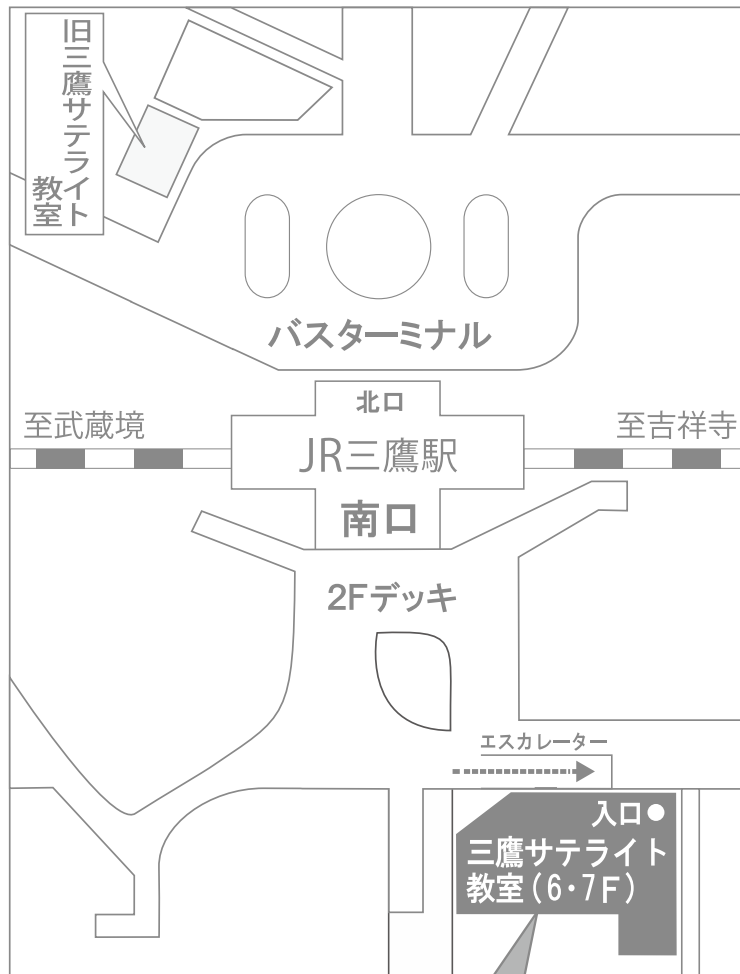 旧三鷹サテライト
教室
バスターミナル
北口
至武蔵境
至吉祥寺
JR三鷹駅
南口
2Fデッキ
エスカレーター
入口
三鷹サテライト
教室(6・7F)